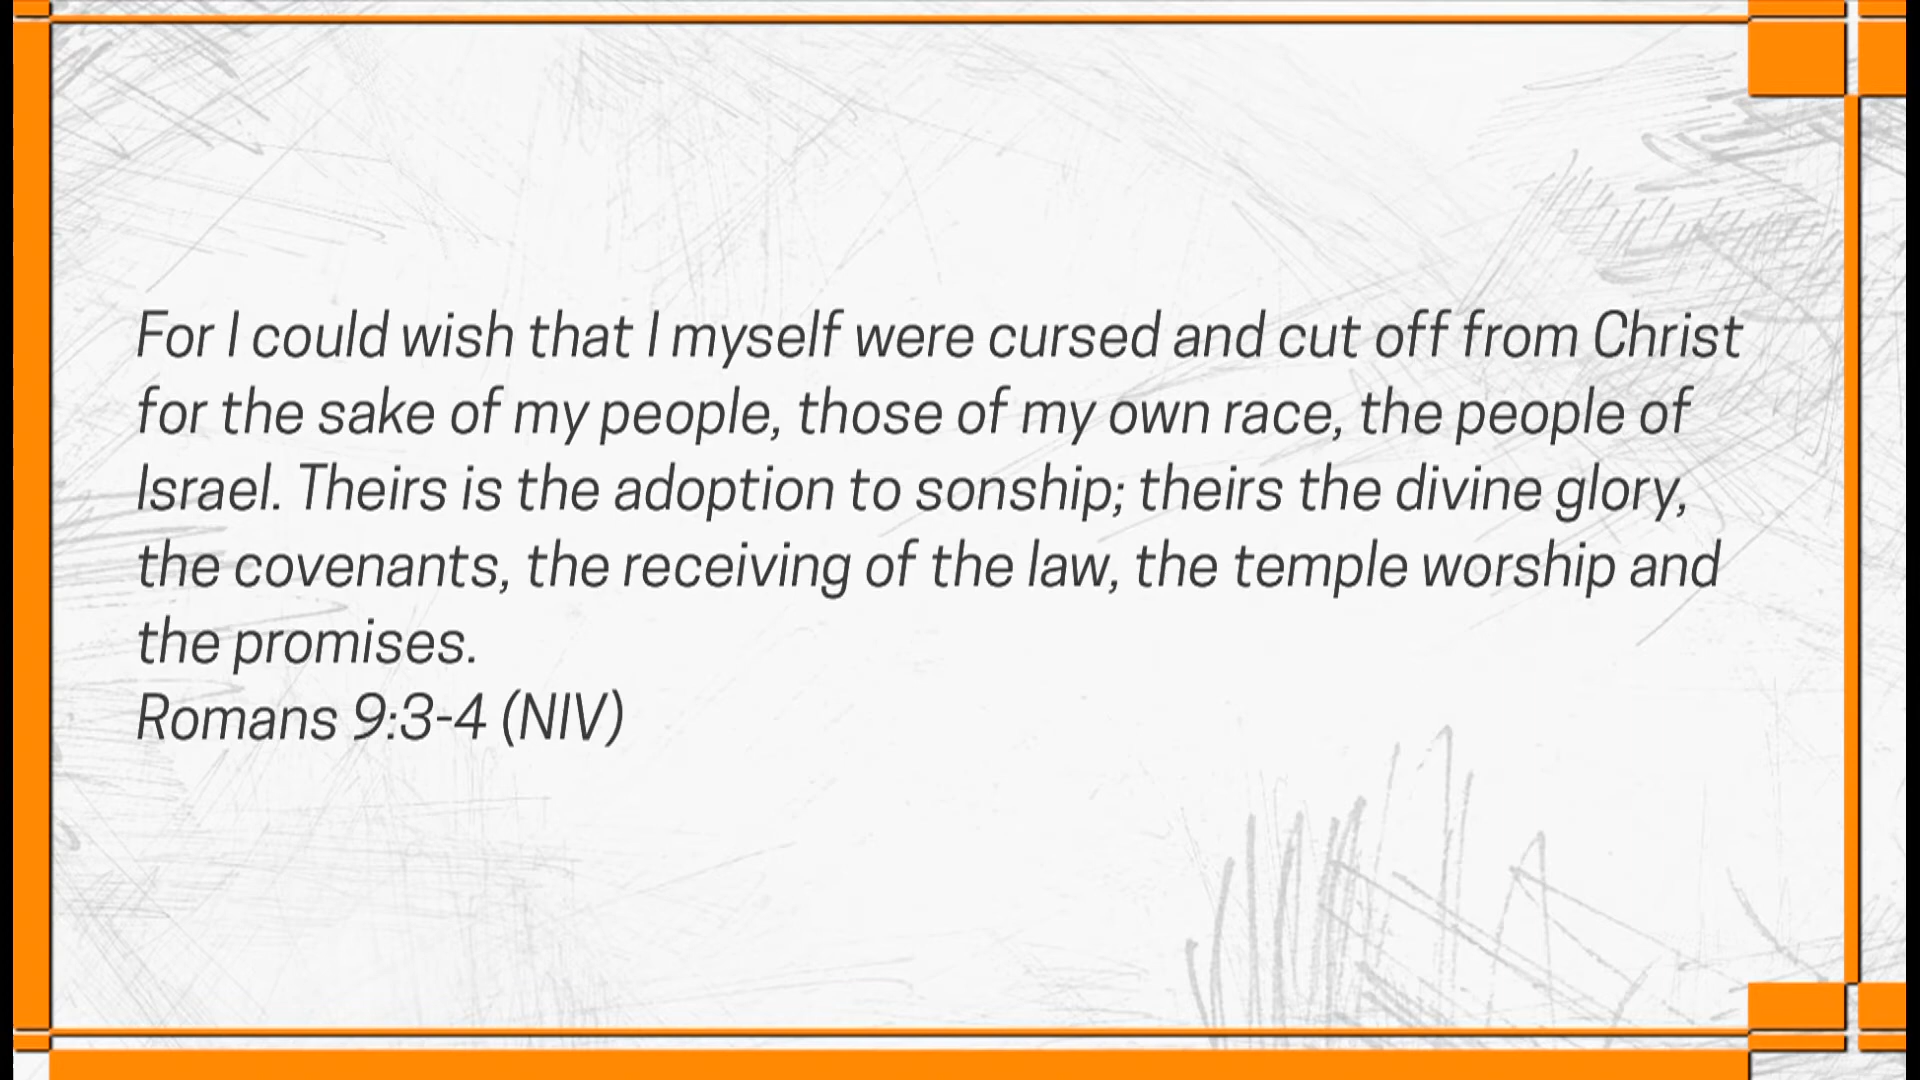 For I could wish that I myself were cursed and cut off from Christ
for the sake of my people, those of my own race, the people of
Israel. Theirs is the adoption to sonship; theirs the divine glory,
the covenants, the receiving of the law, the temple worship and
the promises.
Romans 9:3-4 (NIV)